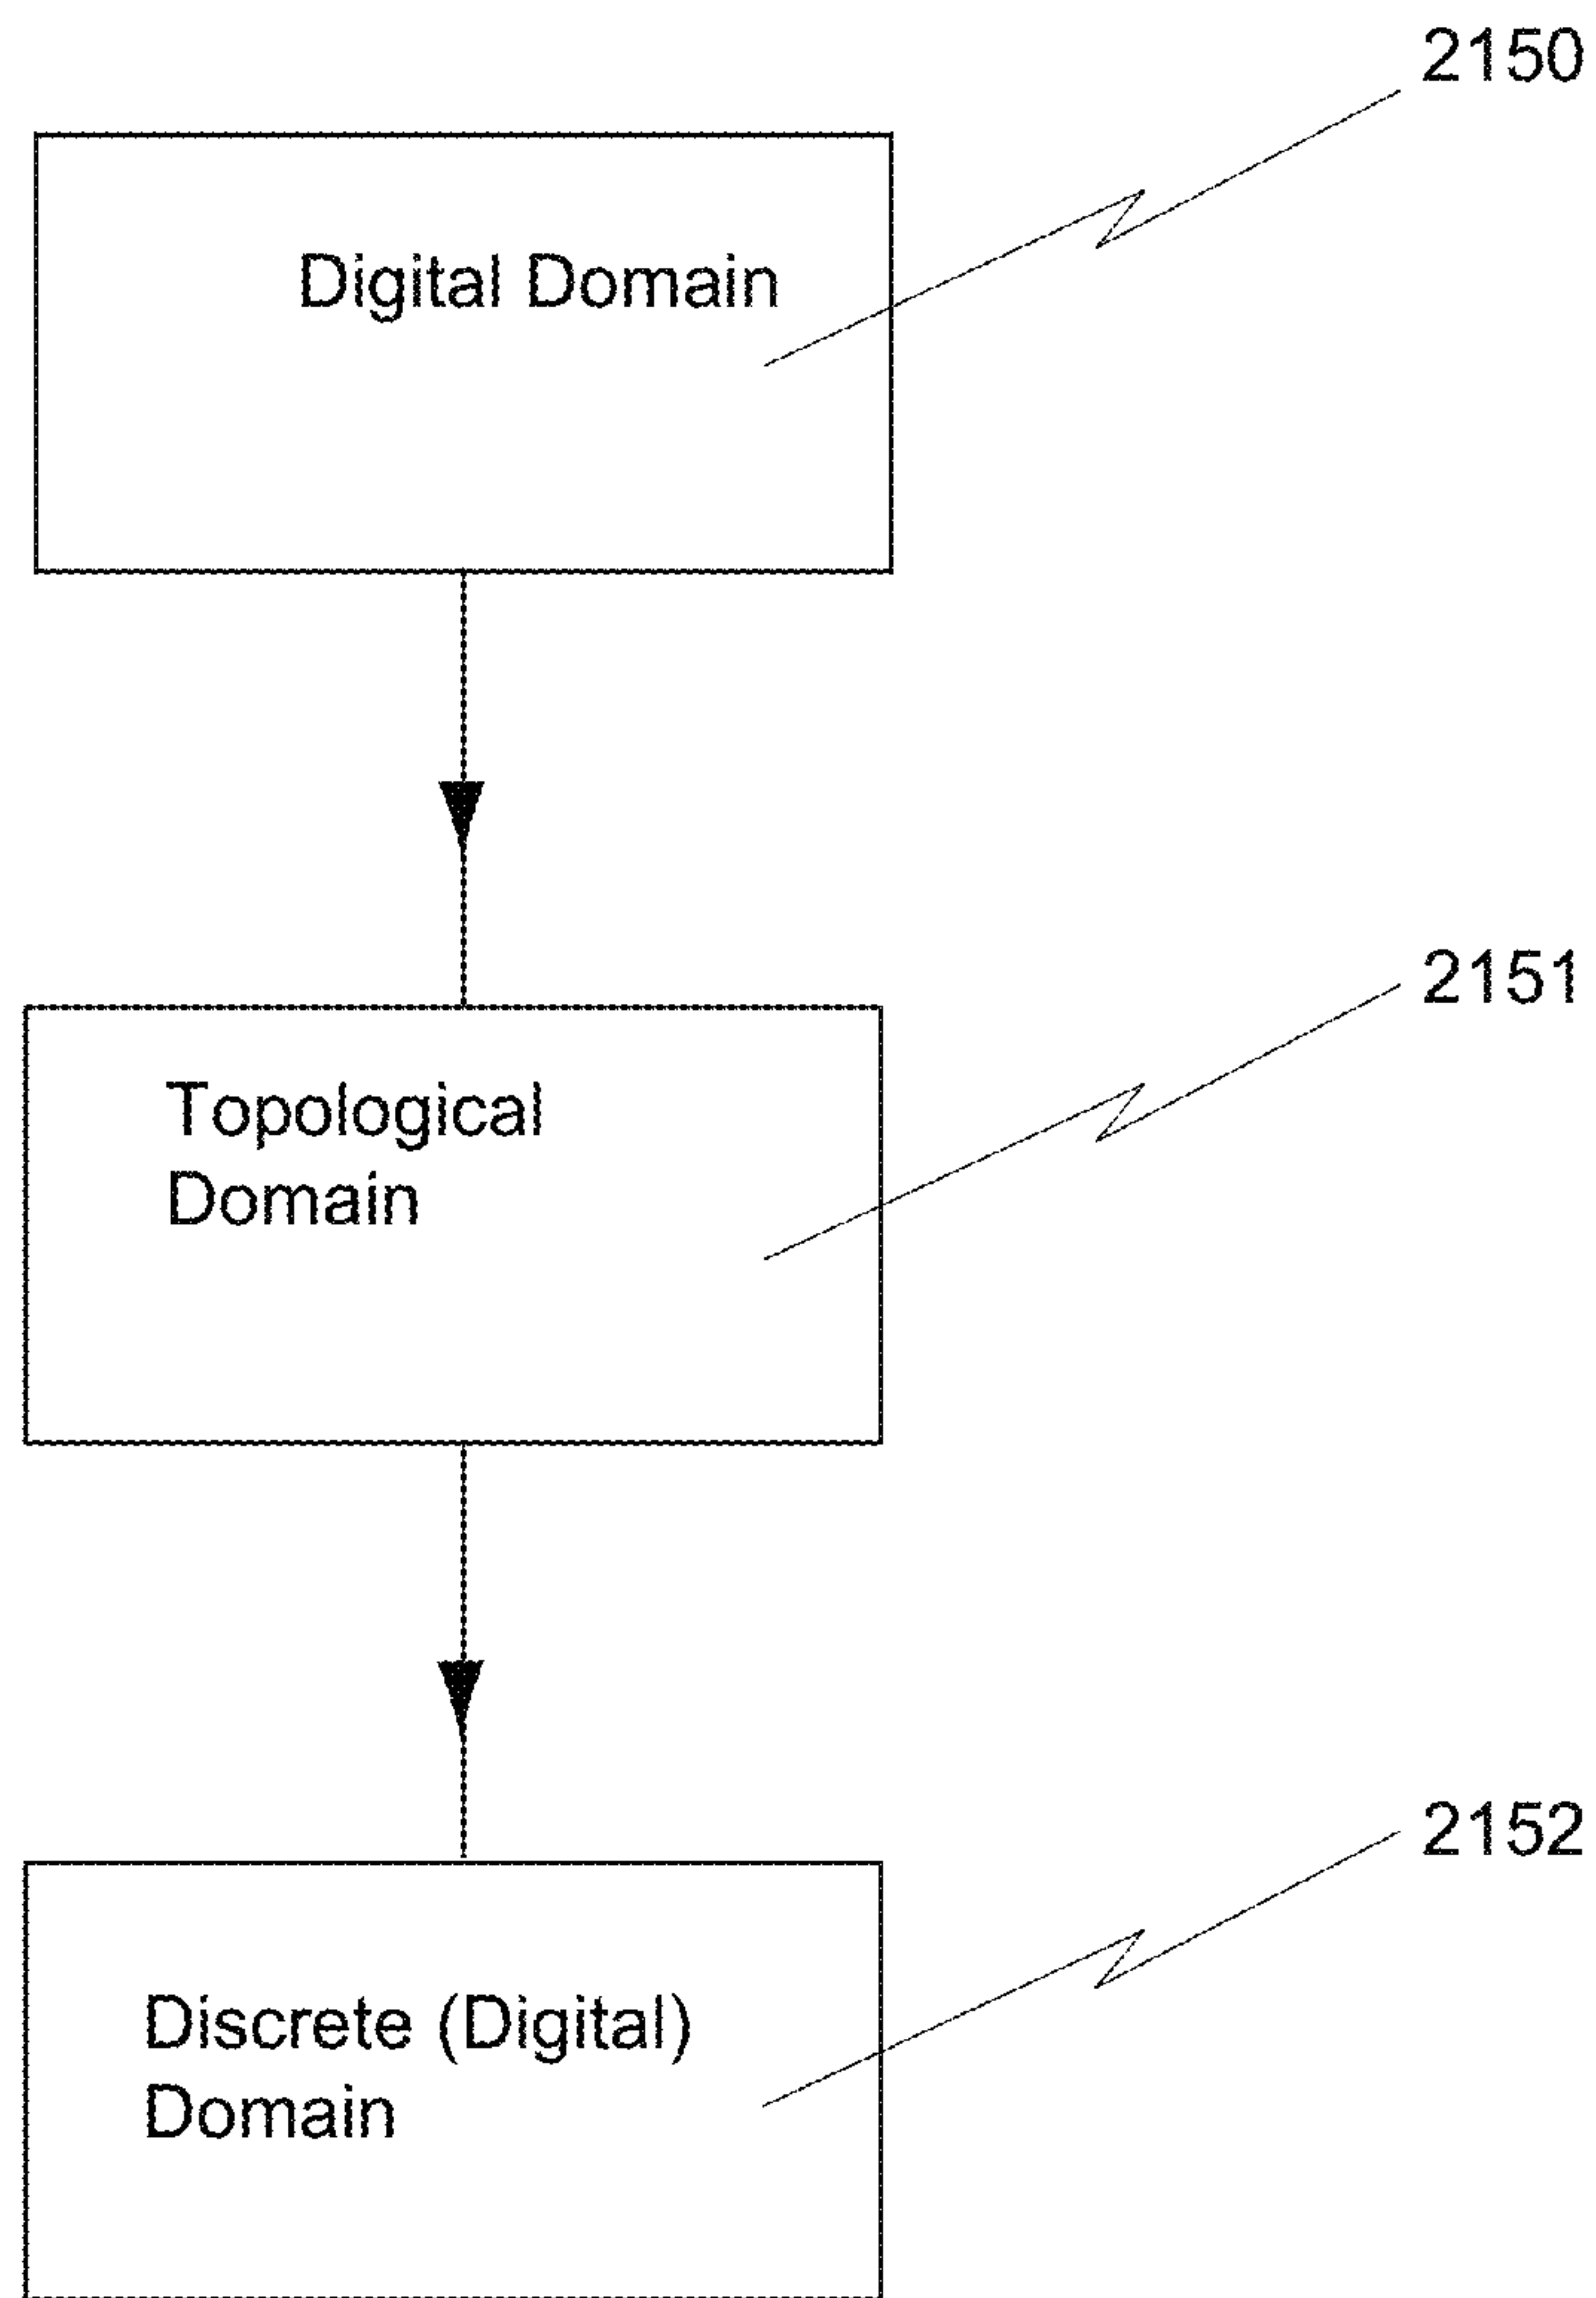 2150
Digital Domain
2151
Topological
Domain
2152
Discrete (Digital)
Domain